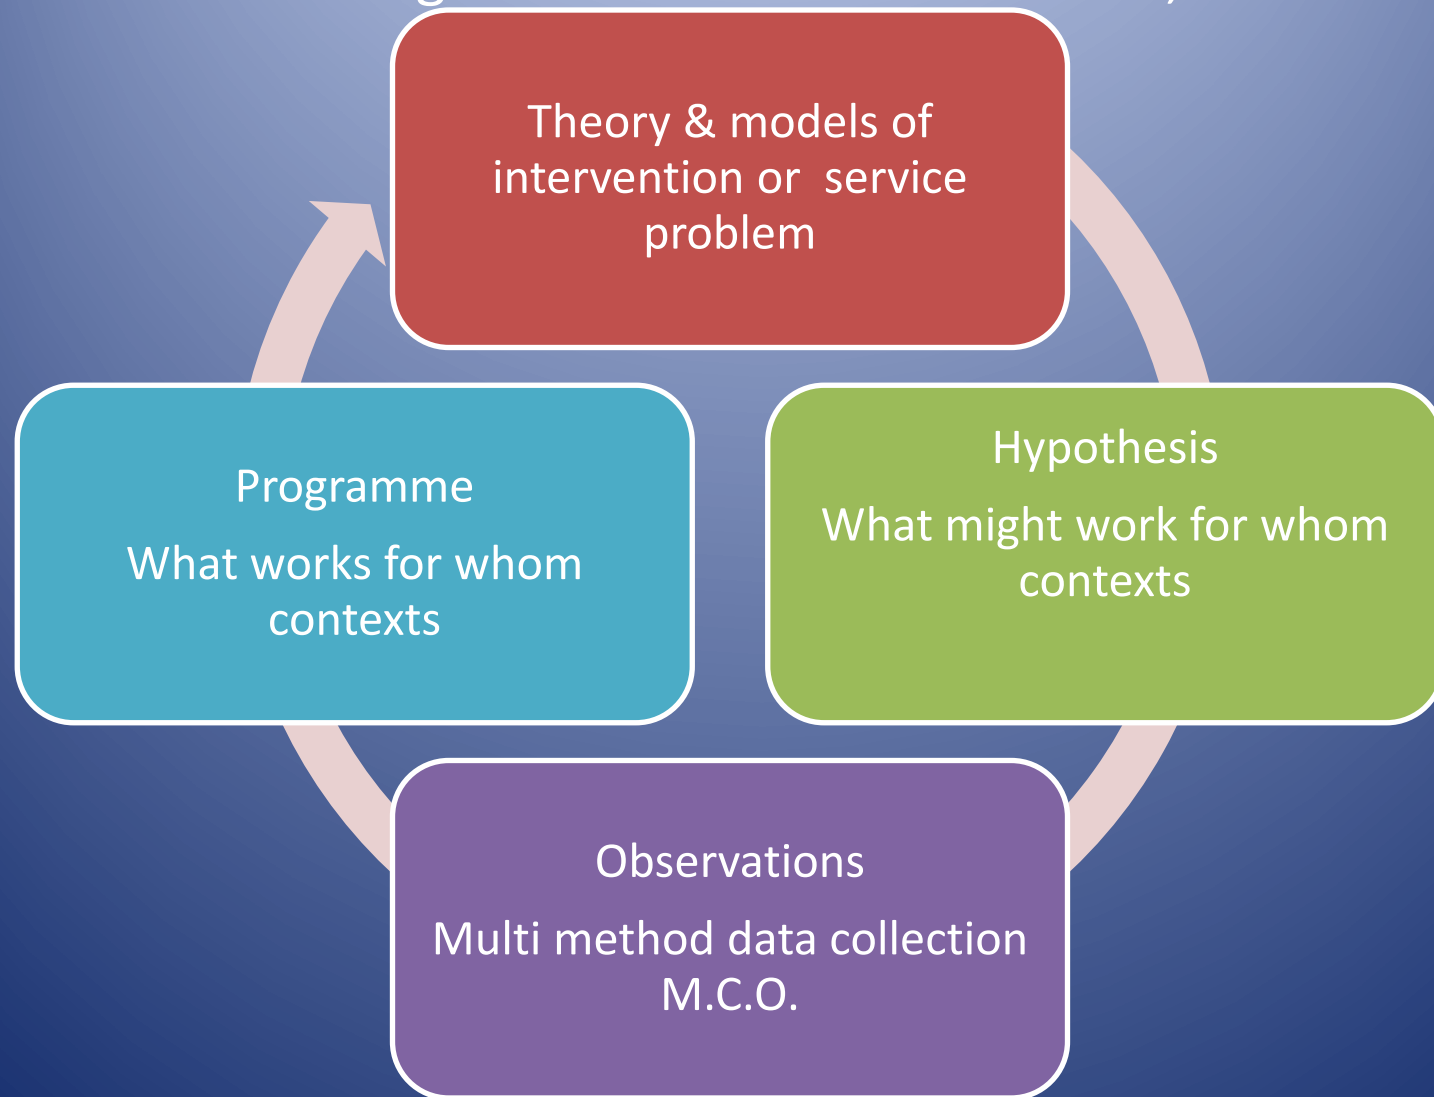 Theory & models of
intervention or service
problem
Hypothesis
What might work for whom
contexts
Observations
Multi method data collection
M.C.O.
Programme
What works for whom
contexts